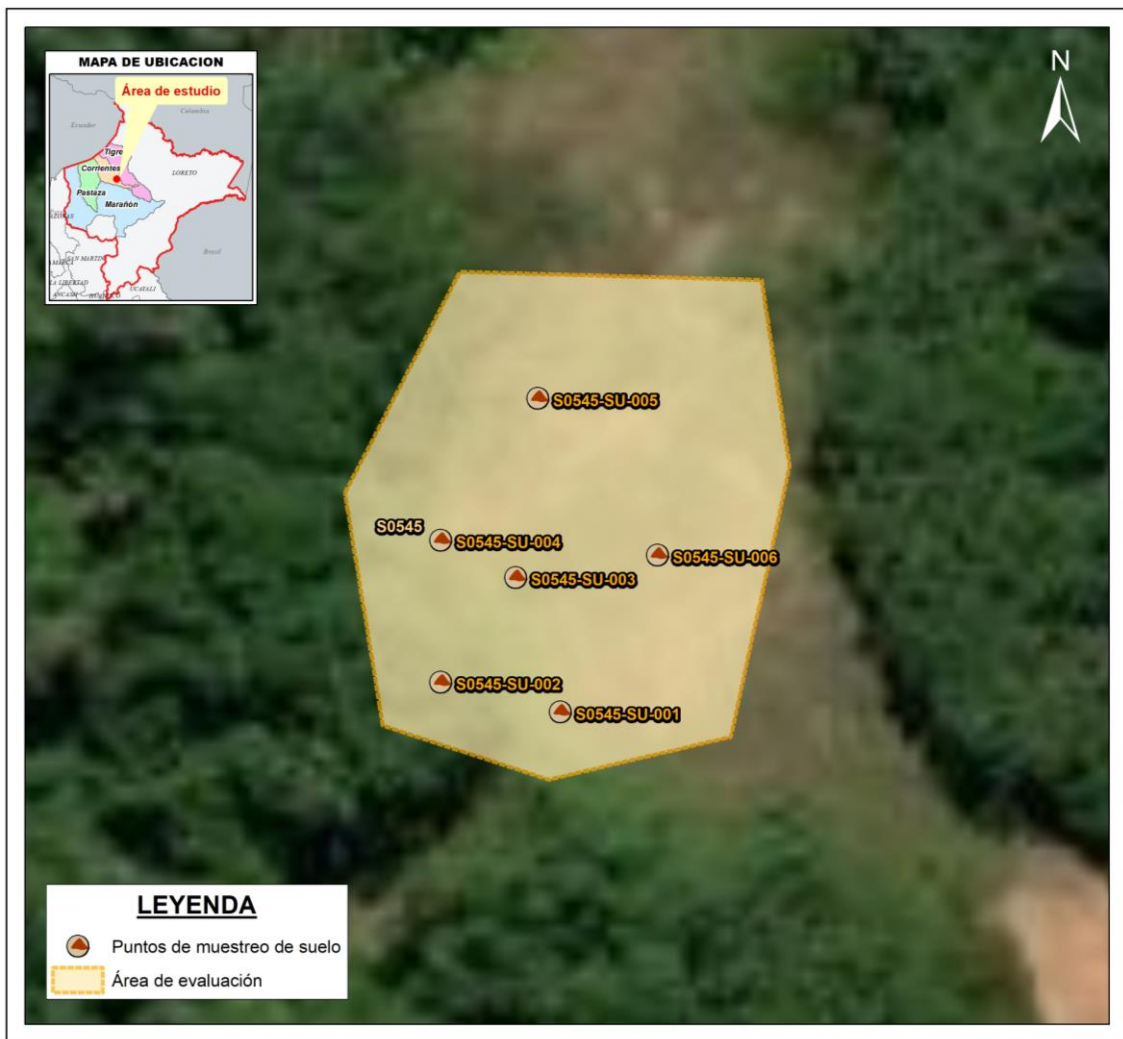 MAPA DE UBICACION
Área de estudio
Ecuador
Colombia
Tigre
Corrientes
LORETO
Pastaza
Marañón
Brasil
SAN MARTIN
LA LIBERTAD
ANCASH
UCAYALI
N
S0545-SU-005
S0545
S0545-SU-004
S0545-SU-006
S0545-SU-003
S0545-SU-002
S0545-SU-001
LEYENDA
Puntos de muestreo de suelo
Área de evaluación